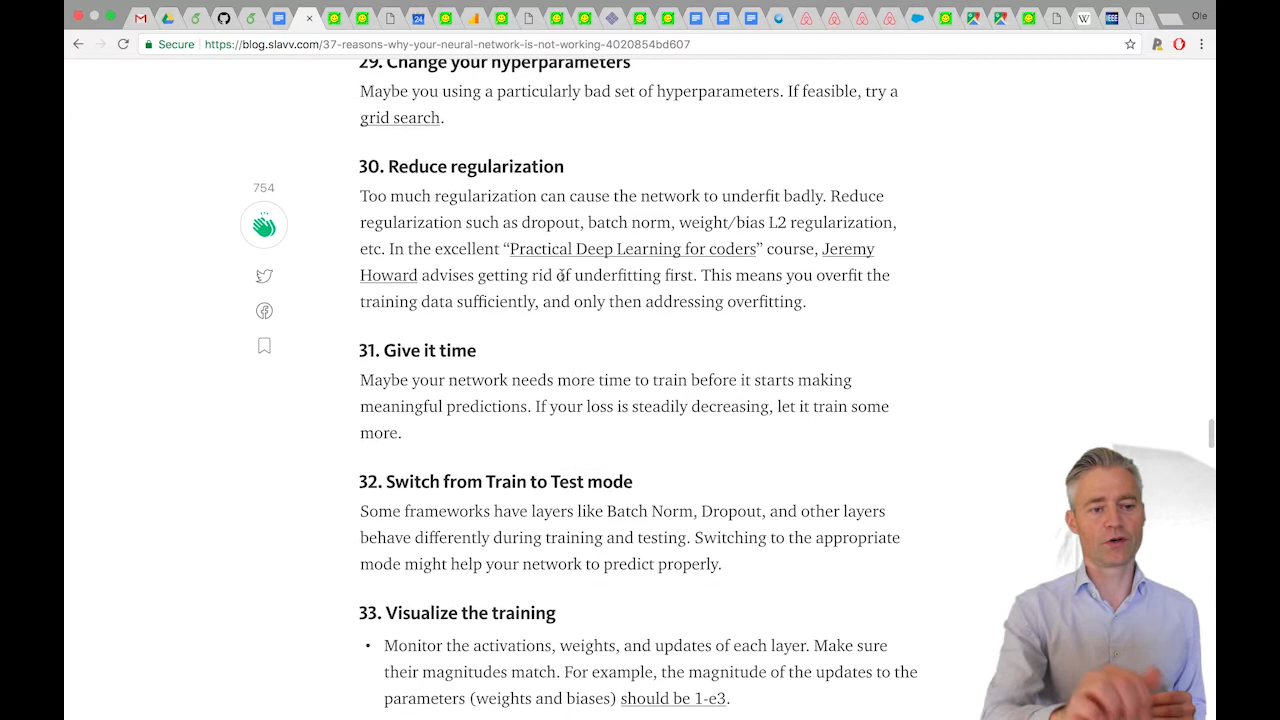 Ole
24
W
IEEE
Secure
https://blog.slavv.com/37-reasons-why-your-neural-network-is-not-working-4020854bd607
29. Change your hyperparameters
Maybe you using a particularly bad set of hyperparameters. If feasible, try a
grid search.
30. Reduce regularization
754
Too much regularization can cause the network to underfit badly. Reduce
regularization such as dropout, batch norm, weight/bias L2 regularization,
etc. In the excellent “Practical Deep Learning for coders” course, Jeremy
Howard advises getting rid of underfitting first. This means you overfit the
training data sufficiently, and only then addressing overfitting.
31. Give it time
Maybe your network needs more time to train before it starts making
meaningful predictions. If your loss is steadily decreasing, let it train some
more.
32. Switch from Train to Test mode
Some frameworks have layers like Batch Norm, Dropout, and other layers
behave differently during training and testing. Switching to the appropriate
mode might help your network to predict properly.
33. Visualize the training
• Monitor the activations, weights, and updates of each layer. Make sure
their magnitudes match. For example, the magnitude of the updates to the
parameters (weights and biases) should be 1-e3.